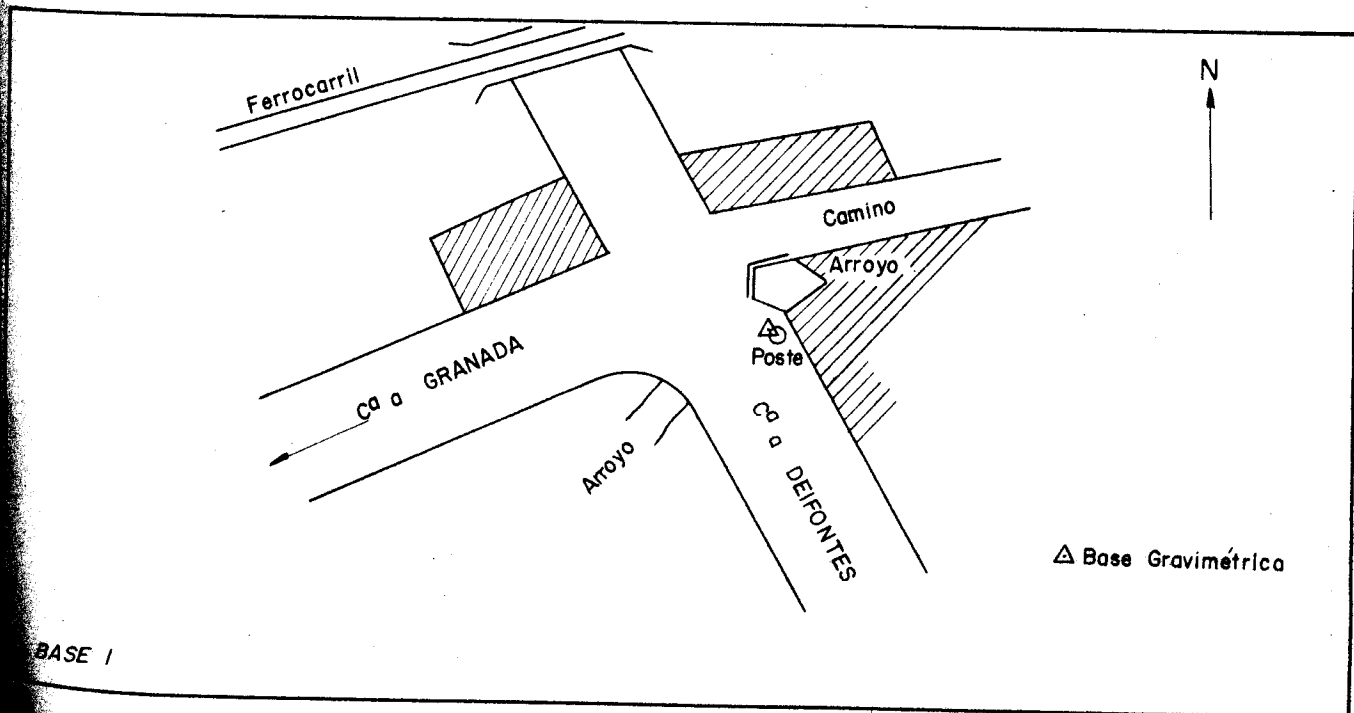 Ferrocarril
N
Camino
Arroyo
Poste
Cª a GRANADA
Cª a DEIFONTES
Arroyo
Base Gravimétrica
BASE 1